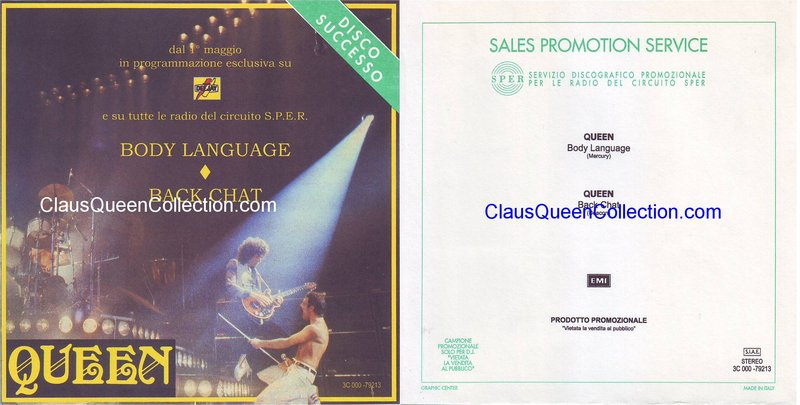 DISCO
SUCCESSO
dal 1° maggio
in programmazione esclusiva su
e su tutte le radio del circuito S.P.E.R.
BODY LANGUAGE
BACK CHAT
ClausQueenCollection.com
QUEEN
3C 000 -79213
SALES PROMOTION SERVICE
SPER
SERVIZIO DISCOGRAFICO PROMOZIONALE
PER LE RADIO DEL CIRCUITO SPER
QUEEN
Body Language
(Mercury)
QUEEN
Back Chat
ClausQueenCollection.com
EMI
PRODOTTO PROMOZIONALE
"Vietata la vendita al pubblico"
CAMPIONE
PROMOZIONALE
SOLO PER D.J.
"VIETATA
LA VENDITA
AL PUBBLICO"
S.I.A.E.
STEREO
3C 000 -79213
GRAPHIC CENTER
MADE IN ITALY